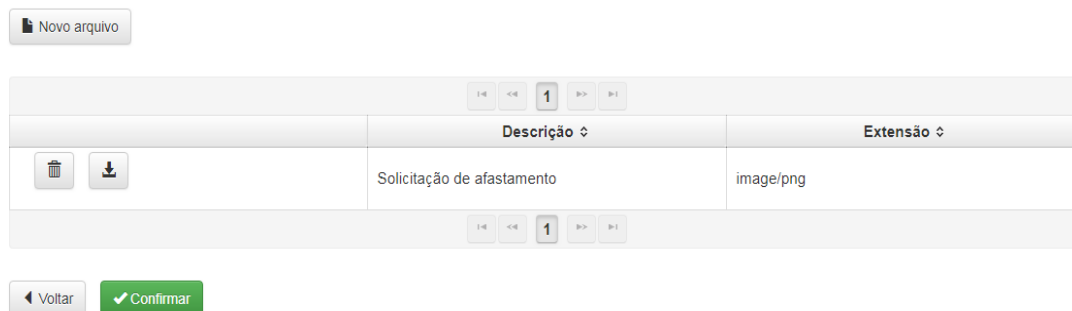 Novo arquivo
1
Descrição Extensão
Solicitação de afastamento image/png
1
Voltar Confirmar